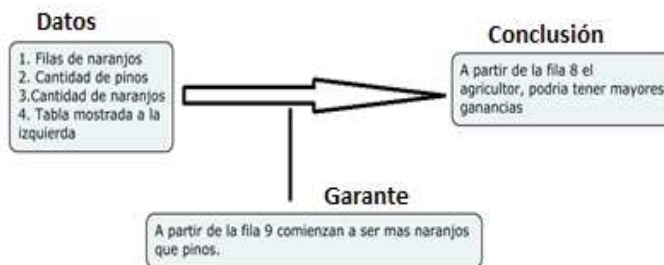 Datos
1. Filas de naranjos
2. Cantidad de pinos
3.Cantidad de naranjos
4. Tabla mostrada a la
izquierda
Conclusión
A partir de la fila 8 el
agricultor, podria tener mayores
ganancias
Garante
A partir de la fila 9 comienzan a ser mas naranjos
que pinos.